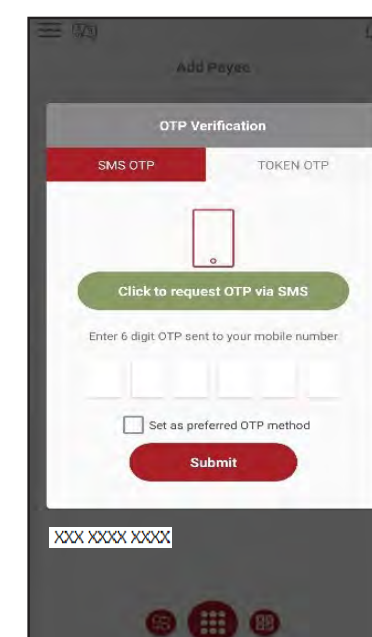 Add Payee
OTP Verification
SMS OTP TOKEN OTP
Click to request OTP via SMS
Enter 6 digit OTP sent to your mobile number
Set as preferred OTP method
Submit
XXX XXXX XXXX